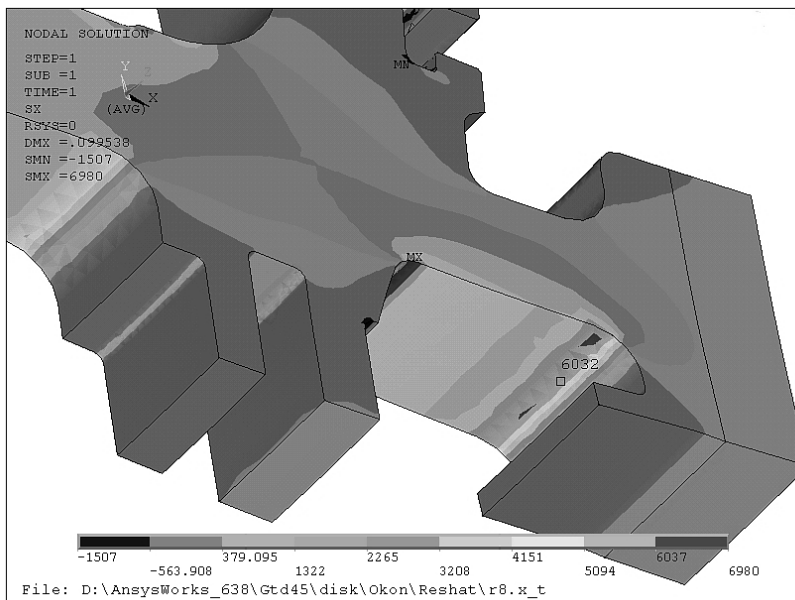 NODAL SOLUTION
STEP=1
SUB =1
TIME=1
SX
(AVG)
RSYS=0
DMX =.099538
SMN =-1507
SMX =6980
Y
Z
X
MN
MX
6032
-1507
-563.908
379.095
1322
2265
3208
4151
5094
6037
6980
File: D:\AnsysWorks_638\Gtd45\disk\Okon\Reshat\r8.x_t